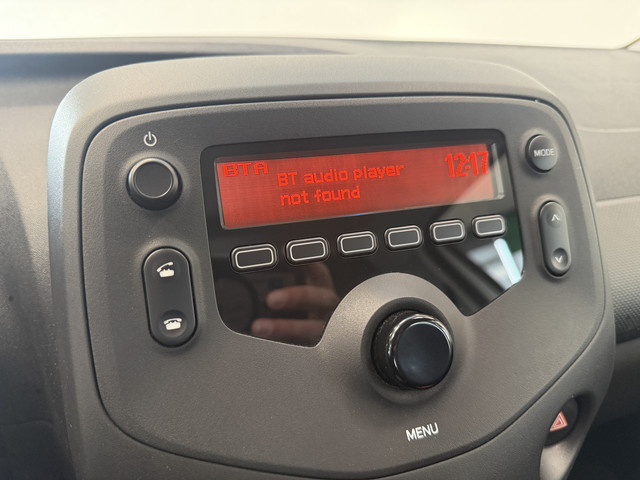 BTA
BT audio player
not found
12:17
MODE
MENU